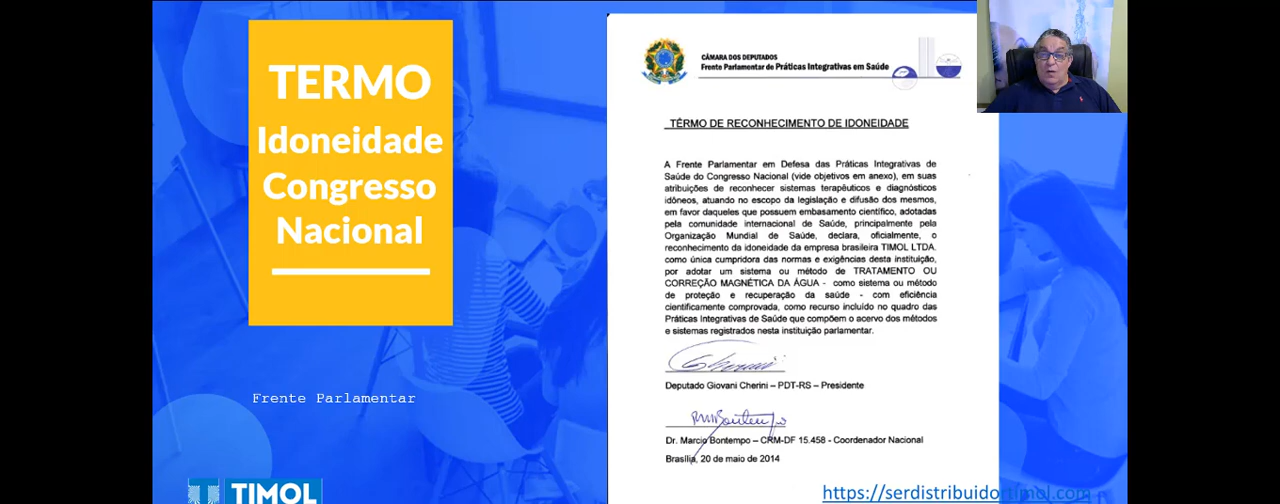 TERMO
Idoneidade
Congresso
Nacional
Frente Parlamentar
TIMOL
CÂMARA DOS DEPUTADOS
Frente Parlamentar de Práticas Integrativas em Saúde
TÊRMO DE RECONHECIMENTO DE IDONEIDADE
A Frente Parlamentar em Defesa das Práticas Integrativas de
Saúde do Congresso Nacional (vide objetivos em anexo), em suas
atribuições de reconhecer sistemas terapêuticos e diagnósticos
idôneos, atuando no escopo da legislação e difusão dos mesmos,
em favor daqueles que possuem embasamento científico, adotadas
pela comunidade internacional de Saúde, principalmente pela
Organização Mundial de Saúde, declara, oficialmente, o
reconhecimento da idoneidade da empresa brasileira TIMOL LTDA.
como única cumpridora das normas e exigências desta instituição,
por adotar um sistema ou método de TRATAMENTO OU
CORREÇÃO MAGNÉTICA DA ÁGUA - como sistema ou método
de proteção e recuperação da saúde - com eficiência
cientificamente comprovada, como recurso incluído no quadro das
Práticas Integrativas de Saúde que compõem o acervo dos métodos
e sistemas registrados nesta instituição parlamentar.
Deputado Giovani Cherini – PDT-RS – Presidente
Dr. Marcio Bontempo – CRM-DF 15.458 - Coordenador Nacional
Brasília, 20 de maio de 2014
https://serdistribuidortimol.com